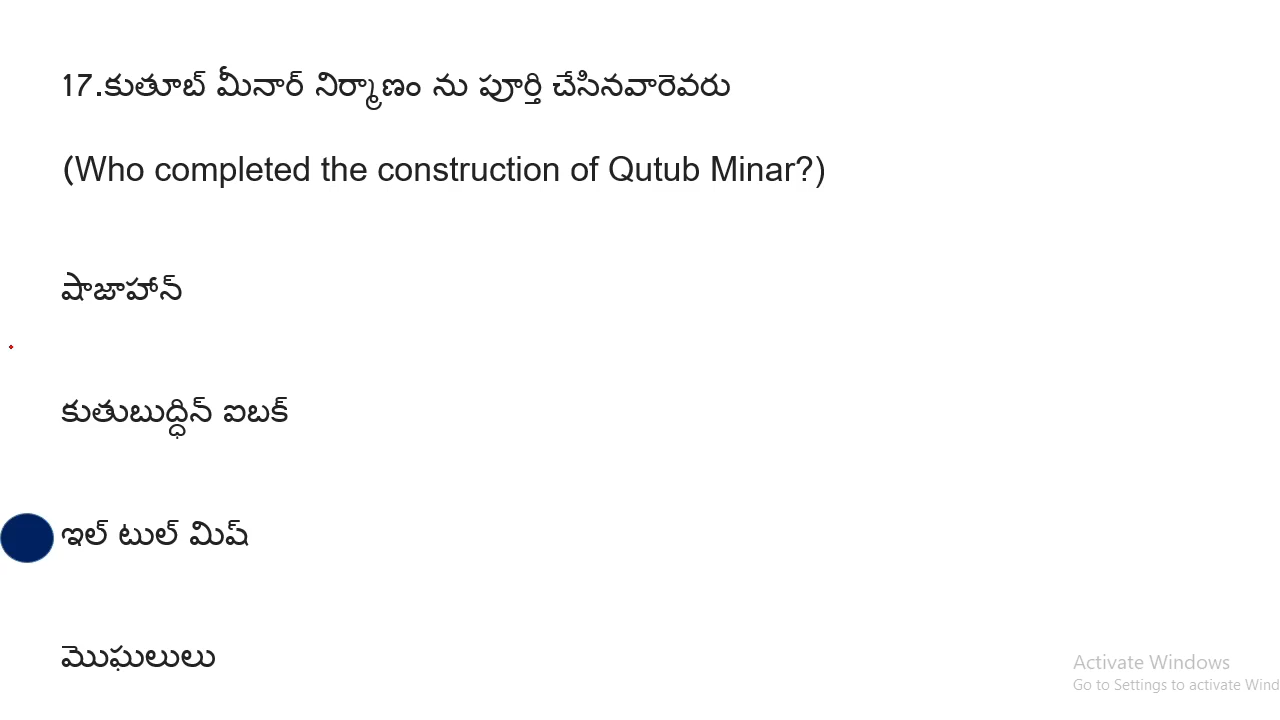 17.కుతూబ్ మీనార్ నిర్మాణం ను పూర్తి చేసినవారెవరు
(Who completed the construction of Qutub Minar?)
షాజాహాన్
కుతుబుద్ధిన్ ఐబక్
ఇల్ టుల్ మిష్
మొఘలులు
Activate Windows
Go to Settings to activate Wind